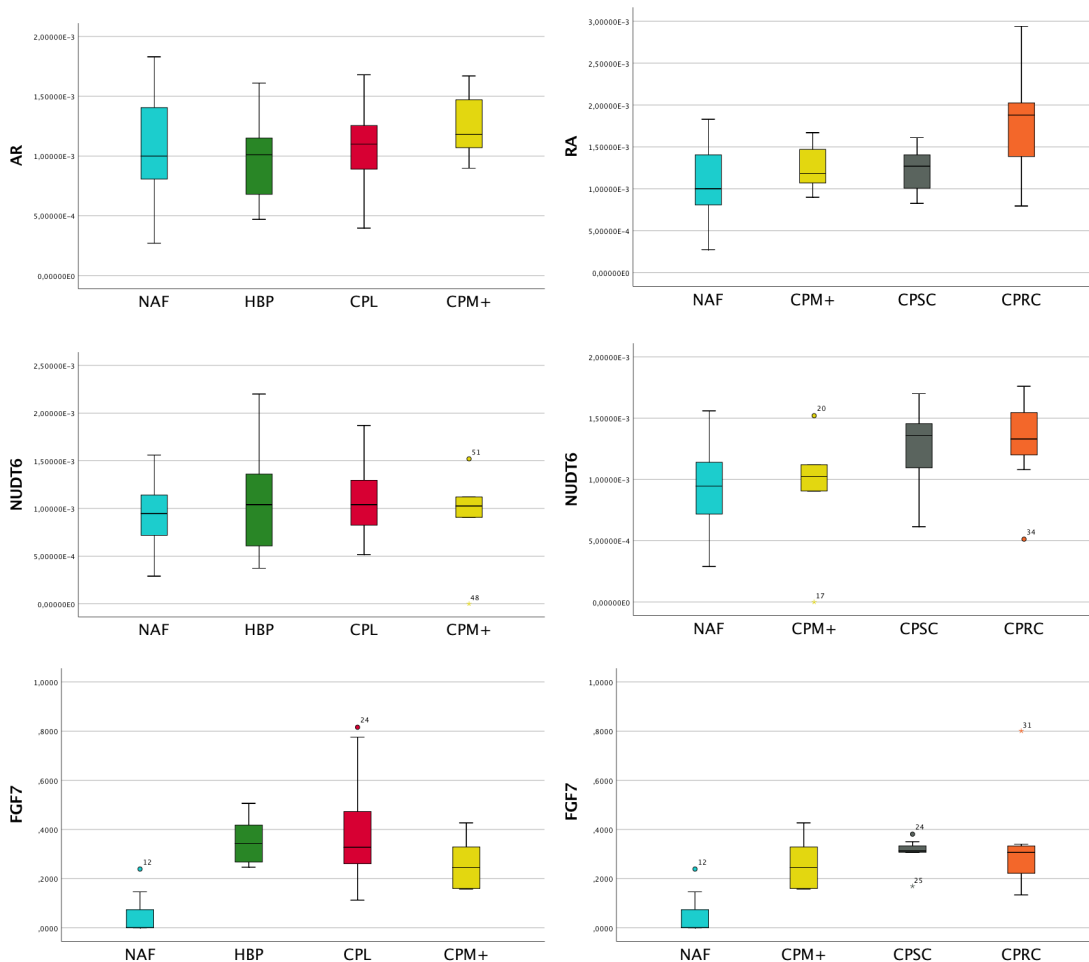 AR
2,00000E-3
1,50000E-3
1,00000E-3
5,00000E-4
0,00000E0
NAF HBP CPL CPM+
RA
3,00000E-3
2,50000E-3
2,00000E-3
1,50000E-3
1,00000E-3
5,00000E-4
0,00000E0
NAF CPM+ CPSC CPRC
NUDT6
2,50000E-3
2,00000E-3
1,50000E-3
1,00000E-3
5,00000E-4
0,00000E0
51
48
NAF HBP CPL CPM+
NUDT6
2,00000E-3
1,50000E-3
1,00000E-3
5,00000E-4
0,00000E0
20
17
34
NAF CPM+ CPSC CPRC
FGF7
1,0000
,8000
,6000
,4000
,2000
,0000
12
24
NAF HBP CPL CPM+
FGF7
1,0000
,8000
,6000
,4000
,2000
,0000
12
24
25
31
NAF CPM+ CPSC CPRC